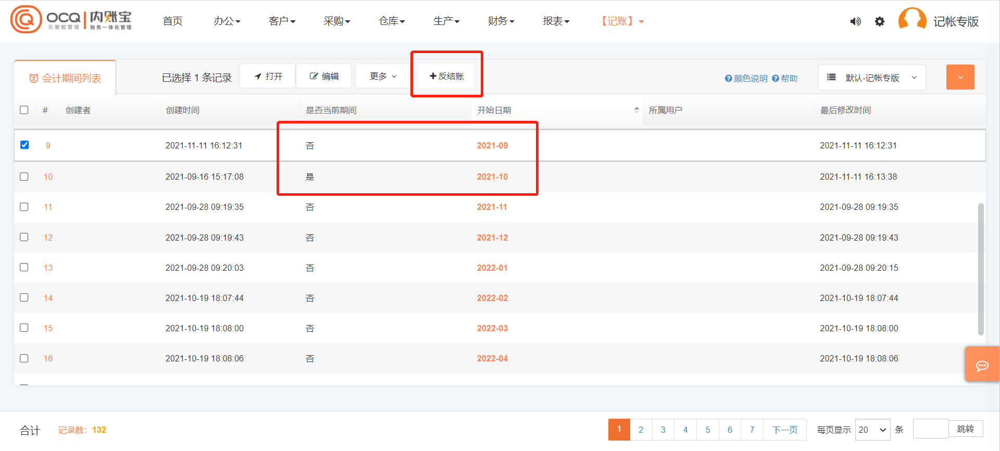 OCQ 内账宝
云智能管理 账务一体化管理
首页 办公 客户 采购 仓库 生产 财务 报表 【记账】 记帐专版
会计期间列表 已选择 1 条记录 打开 编辑 更多 反结账 颜色说明 帮助 默认-记帐专版
# 创建者 创建时间 是否当前期间 开始日期 所属用户 最后修改时间
9 2021-11-11 16:12:31 否 2021-09 2021-11-11 16:12:31
10 2021-09-16 15:17:08 是 2021-10 2021-11-11 16:13:38
11 2021-09-28 09:19:35 否 2021-11 2021-09-28 09:19:35
12 2021-09-28 09:19:43 否 2021-12 2021-09-28 09:19:43
13 2021-09-28 09:20:03 否 2022-01 2021-09-28 09:20:15
14 2021-10-19 18:07:44 否 2022-02 2021-10-19 18:07:44
15 2021-10-19 18:08:00 否 2022-03 2021-10-19 18:08:00
16 2021-10-19 18:08:06 否 2022-04 2021-10-19 18:08:06
合计 记录数：132 1 2 3 4 5 6 7 下一页 每页显示 20 条 跳转